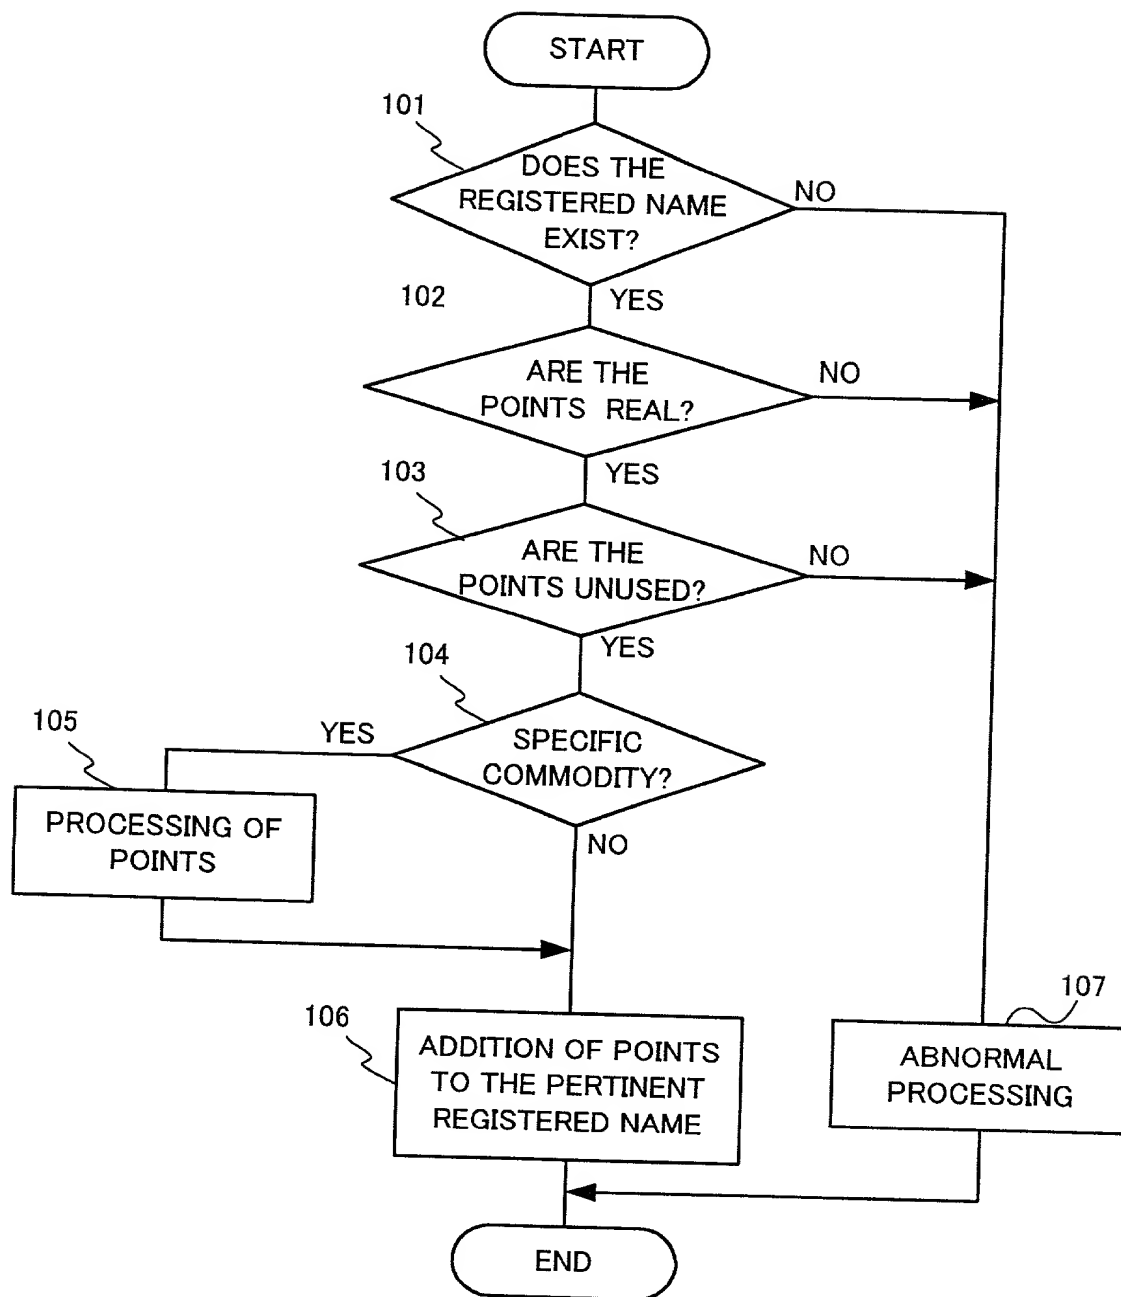 START
101
DOES THE
REGISTERED NAME
EXIST?
NO
102
YES
ARE THE
POINTS REAL?
NO
103
YES
ARE THE
POINTS UNUSED?
NO
104
YES
105
YES
SPECIFIC
COMMODITY?
PROCESSING OF
POINTS
NO
106
ADDITION OF POINTS
TO THE PERTINENT
REGISTERED NAME
107
ABNORMAL
PROCESSING
END